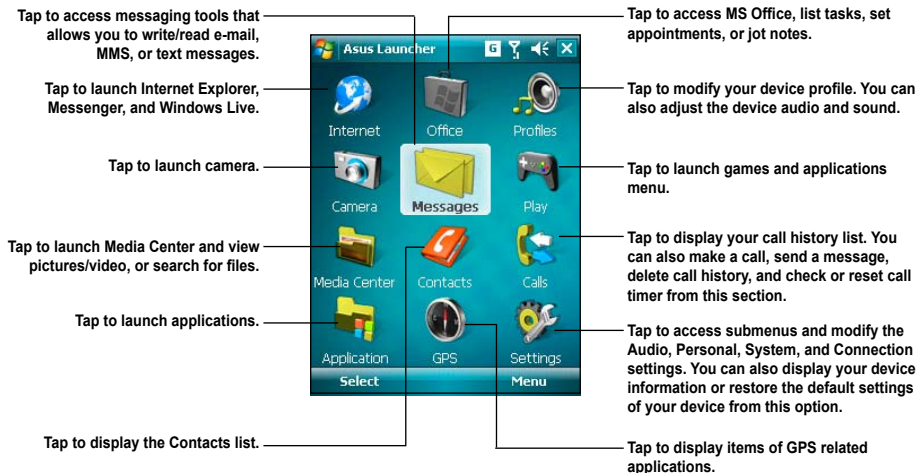 Tap to access messaging tools that
allows you to write/read e-mail,
MMS, or text messages.
Tap to launch Internet Explorer,
Messenger, and Windows Live.
Tap to launch camera.
Tap to launch Media Center and view
pictures/video, or search for files.
Tap to launch applications.
Tap to display the Contacts list.
Asus Launcher
G
Internet
Office
Profiles
Camera
Messages
Play
Media Center
Contacts
Calls
Application
GPS
Settings
Select
Menu
Tap to access MS Office, list tasks, set
appointments, or jot notes.
Tap to modify your device profile. You can
also adjust the device audio and sound.
Tap to launch games and applications
menu.
Tap to display your call history list. You
can also make a call, send a message,
delete call history, and check or reset call
timer from this section.
Tap to access submenus and modify the
Audio, Personal, System, and Connection
settings. You can also display your device
information or restore the default settings
of your device from this option.
Tap to display items of GPS related
applications.